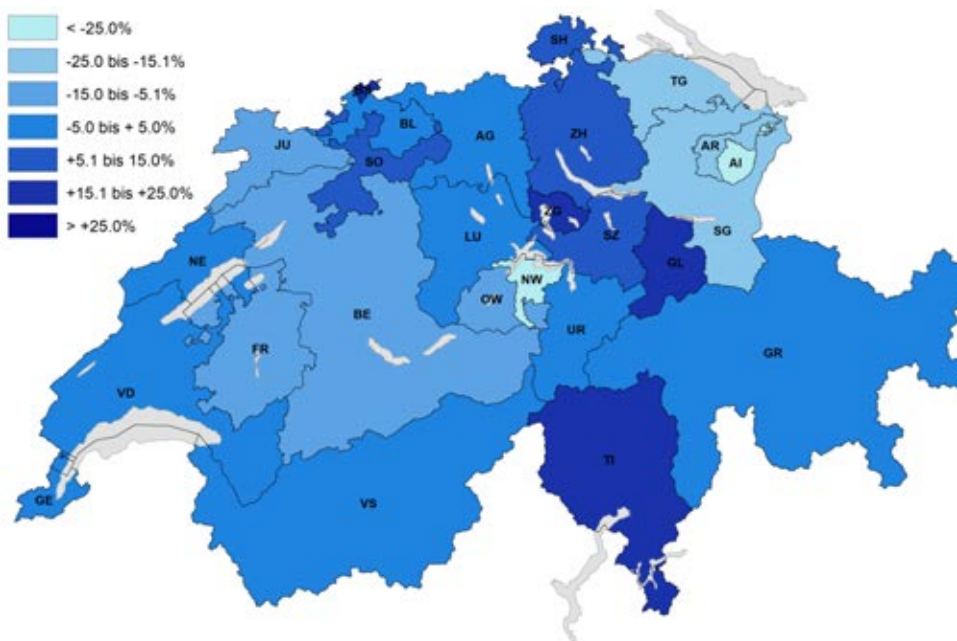 < -25.0%
-25.0 bis -15.1%
-15.0 bis -5.1%
-5.0 bis + 5.0%
+5.1 bis 15.0%
+15.1 bis +25.0%
> +25.0%
SH
TG
BL
AG
ZH
JU
AR
AI
SO
ZG
LU
SZ
SG
NE
GL
NW
OW
BE
UR
FR
GR
VD
TI
GE
VS